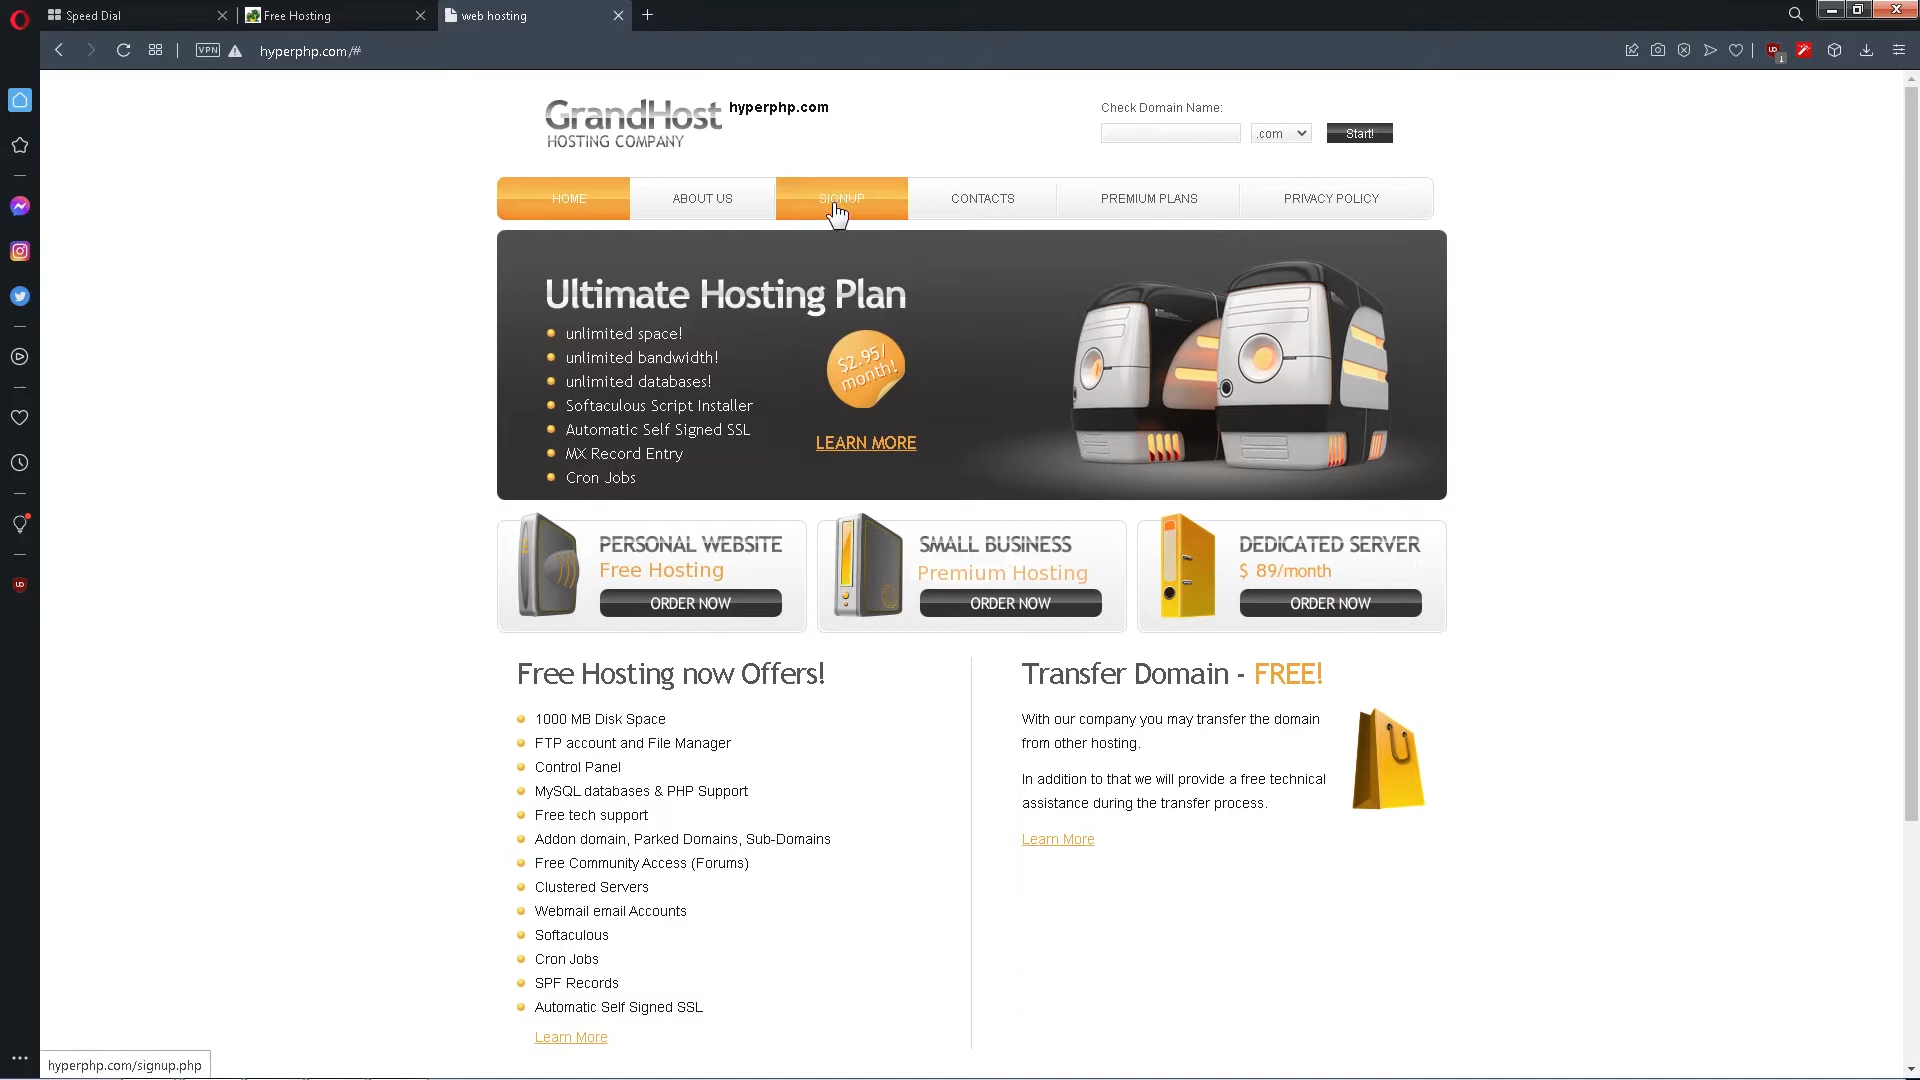 Speed Dial
Free Hosting
web hosting
VPN
hyperphp.com/#
UD
1
GrandHost
HOSTING COMPANY
hyperphp.com
Check Domain Name:
.com
Start!
HOME
ABOUT US
SIGNUP
CONTACTS
PREMIUM PLANS
PRIVACY POLICY
Ultimate Hosting Plan
unlimited space!
unlimited bandwidth!
unlimited databases!
Softaculous Script Installer
Automatic Self Signed SSL
MX Record Entry
Cron Jobs
$2.95/
month!
LEARN MORE
PERSONAL WEBSITE
Free Hosting
ORDER NOW
SMALL BUSINESS
Premium Hosting
ORDER NOW
DEDICATED SERVER
$ 89/month
ORDER NOW
Free Hosting now Offers!
1000 MB Disk Space
FTP account and File Manager
Control Panel
MySQL databases & PHP Support
Free tech support
Addon domain, Parked Domains, Sub-Domains
Free Community Access (Forums)
Clustered Servers
Webmail email Accounts
Softaculous
Cron Jobs
SPF Records
Automatic Self Signed SSL
Learn More
Transfer Domain - FREE!
With our company you may transfer the domain
from other hosting.
In addition to that we will provide a free technical
assistance during the transfer process.
Learn More
UD
hyperphp.com/signup.php